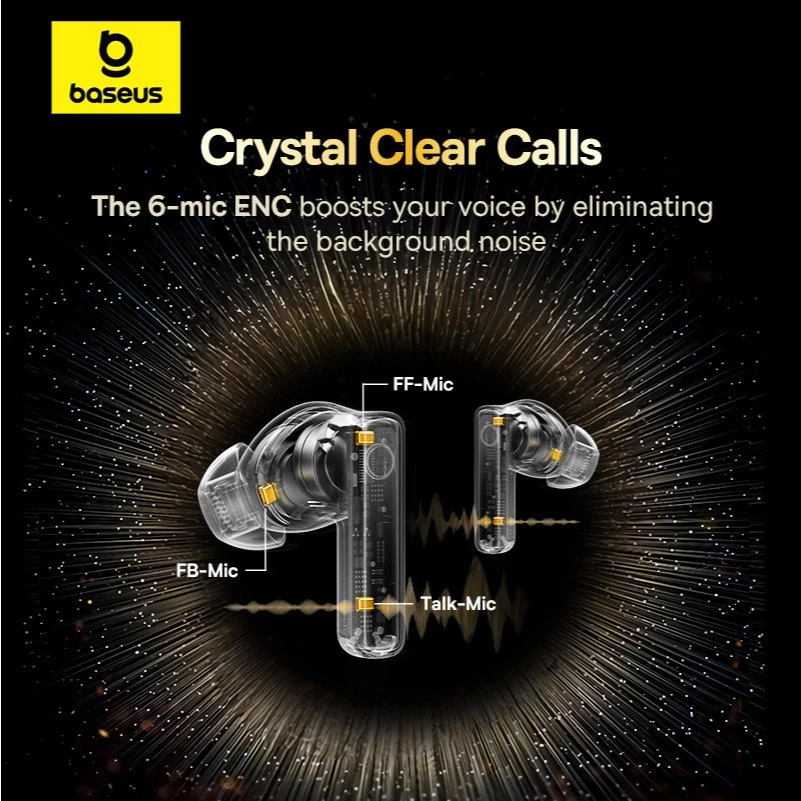 baseus
Crystal Clear Calls
The 6-mic ENC boosts your voice by eliminating
the background noise
FF-Mic
FB-Mic
Talk-Mic